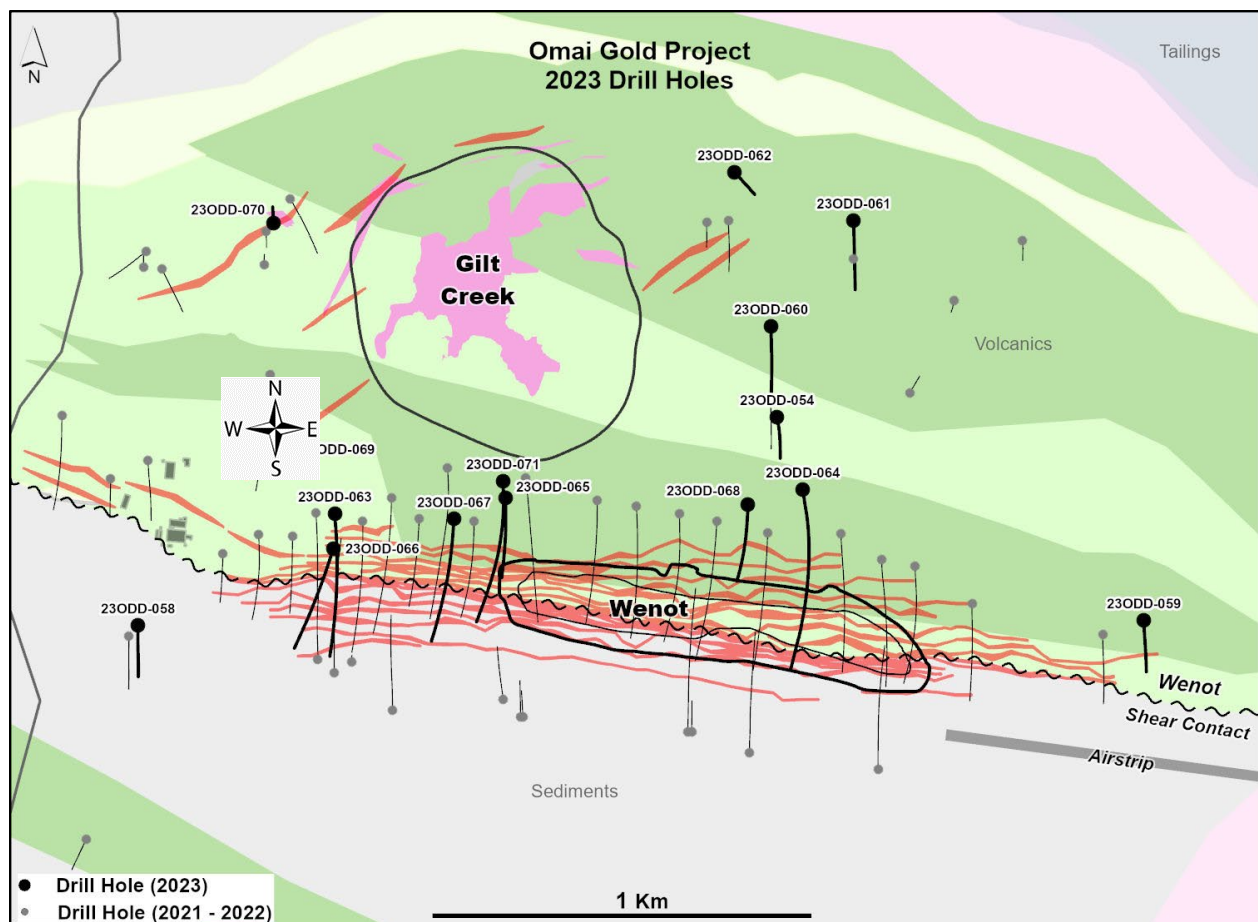 N
Omai Gold Project
2023 Drill Holes
Tailings
23ODD-062
23ODD-061
23ODD-070
Gilt
Creek
23ODD-060
Volcanics
23ODD-054
N
W E
S
ODD-069
23ODD-071
23ODD-064
23ODD-065
23ODD-068
23ODD-063
23ODD-067
23ODD-066
Wenot
23ODD-058
23ODD-059
Wenot
Shear Contact
Airstrip
Sediments
Drill Hole (2023)
Drill Hole (2021 - 2022)
1 Km